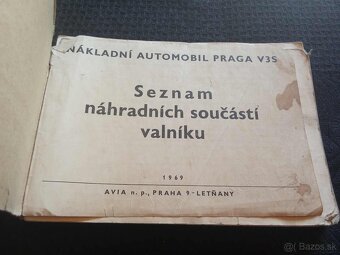 NÁKLADNÍ AUTOMOBIL PRAGA V3S
Seznam
náhradních součástí
valníku
1969
AVIA n. p., PRAHA 9-LETŇANY
Bazos.sk